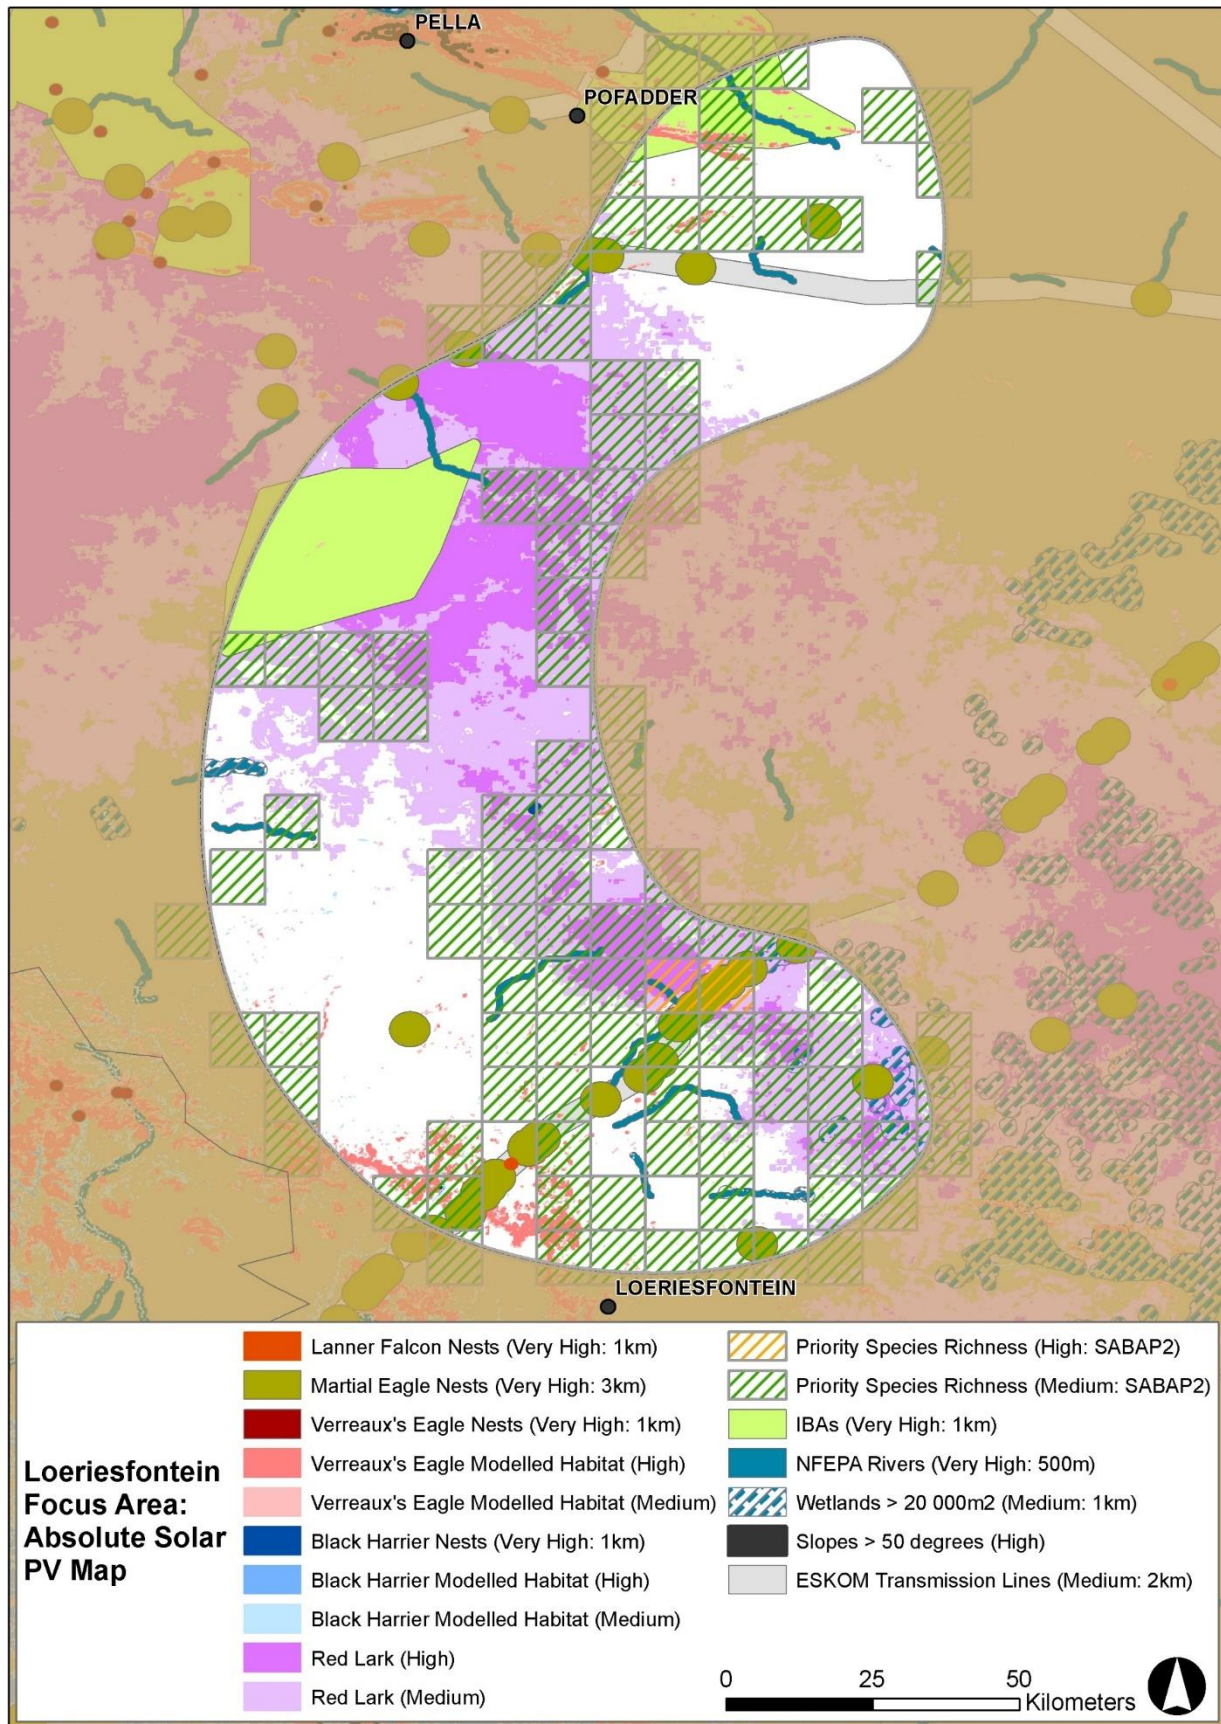 PELLA
POFADDER
LOERIESFONTEIN
Loeriesfontein
Focus Area:
Absolute Solar
PV Map
Lanner Falcon Nests (Very High: 1km)
Martial Eagle Nests (Very High: 3km)
Verreaux's Eagle Nests (Very High: 1km)
Verreaux's Eagle Modelled Habitat (High)
Verreaux's Eagle Modelled Habitat (Medium)
Black Harrier Nests (Very High: 1km)
Black Harrier Modelled Habitat (High)
Black Harrier Modelled Habitat (Medium)
Red Lark (High)
Red Lark (Medium)
Priority Species Richness (High: SABAP2)
Priority Species Richness (Medium: SABAP2)
IBAs (Very High: 1km)
NFEPA Rivers (Very High: 500m)
Wetlands > 20 000m2 (Medium: 1km)
Slopes > 50 degrees (High)
ESKOM Transmission Lines (Medium: 2km)
0 25 50
Kilometers